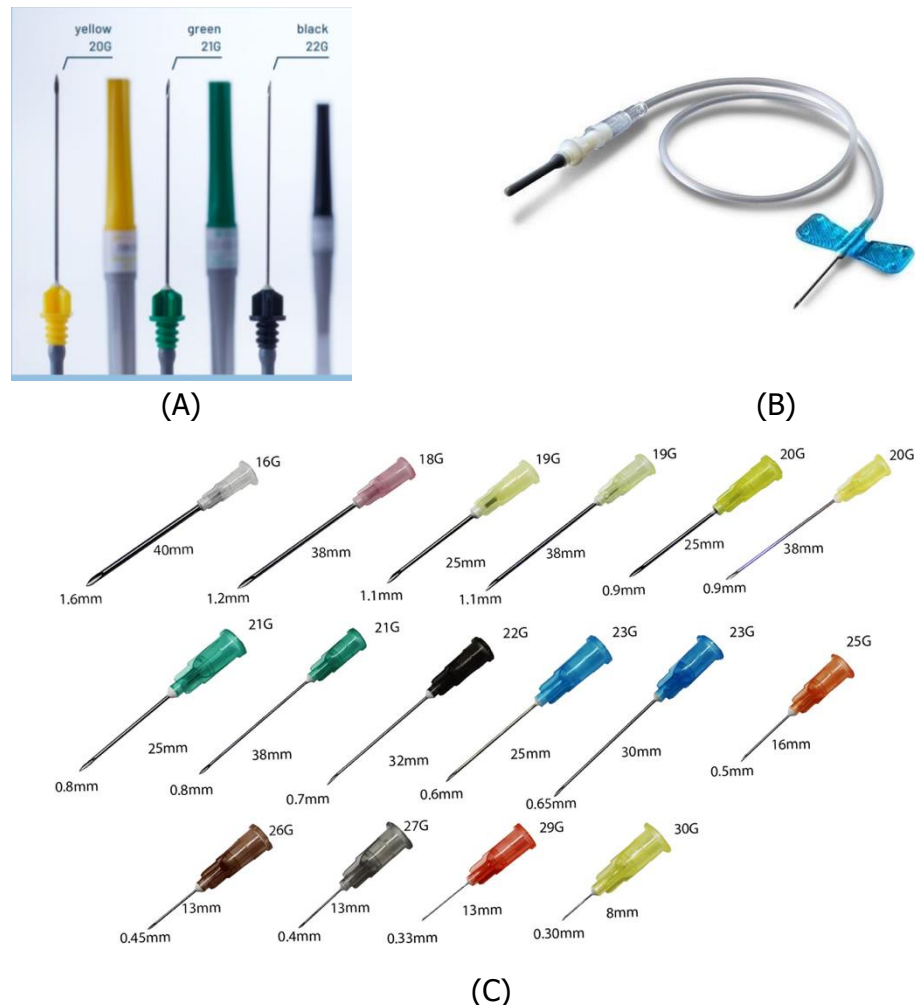 yellow
20G
green
21G
black
22G
(A)
(B)
16G
40mm
1.6mm
18G
38mm
1.2mm
19G
25mm
1.1mm
19G
38mm
1.1mm
20G
25mm
0.9mm
20G
38mm
0.9mm
21G
25mm
0.8mm
21G
38mm
0.8mm
22G
32mm
0.7mm
23G
25mm
0.6mm
23G
30mm
0.65mm
25G
16mm
0.5mm
26G
13mm
0.45mm
27G
13mm
0.4mm
29G
13mm
0.33mm
30G
8mm
0.30mm
(C)